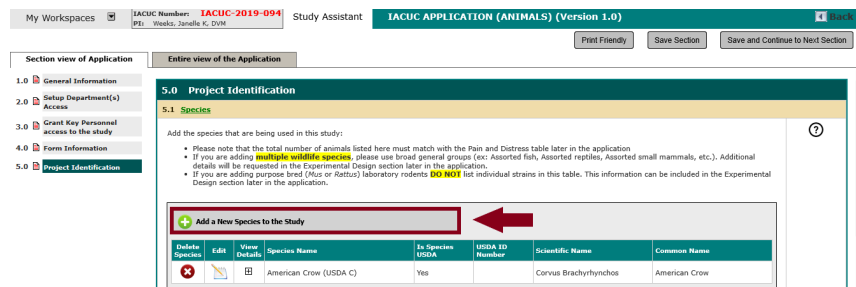 My Workspaces
IACUC Number: IACUC-2019-094
PI: Weeks, Janelle K, DVM
Study Assistant
IACUC APPLICATION (ANIMALS) (Version 1.0)
Back
Print Friendly
Save Section
Save and Continue to Next Section
Section view of Application
Entire view of the Application
1.0 General Information
2.0 Setup Department(s) Access
3.0 Grant Key Personnel access to the study
4.0 Form Information
5.0 Project Identification
5.0 Project Identification
5.1 Species
Add the species that are being used in this study:
Please note that the total number of animals listed here must match with the Pain and Distress table later in the application
If you are adding multiple wildlife species, please use broad general groups (ex: Assorted fish, Assorted reptiles, Assorted small mammals, etc.). Additional
details will be requested in the Experimental Design section later in the application.
If you are adding purpose bred (Mus or Rattus) laboratory rodents DO NOT list individual strains in this table. This information can be included in the Experimental
Design section later in the application.
Add a New Species to the Study
Delete Species
Edit
View Details
Species Name
Is Species USDA
USDA ID Number
Scientific Name
Common Name
American Crow (USDA C)
Yes
Corvus Brachyrhynchos
American Crow